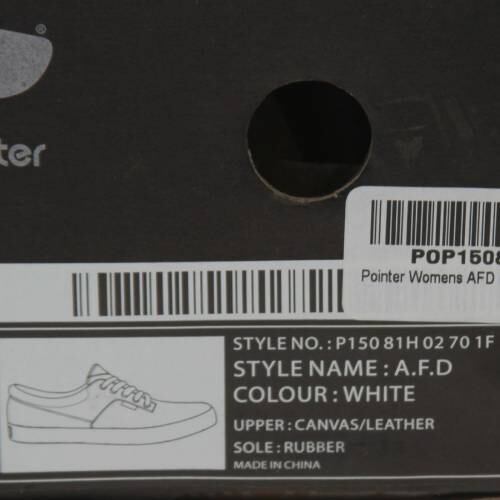 ter
POP1508
Pointer Womens AFD
STYLE NO. : P150 81H 02 70 1F
STYLE NAME : A.F.D
COLOUR : WHITE
UPPER : CANVAS/LEATHER
SOLE : RUBBER
MADE IN CHINA